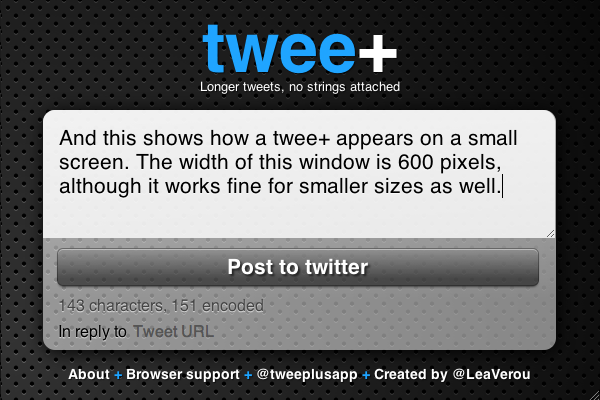 twee+
Longer tweets, no strings attached
And this shows how a twee+ appears on a small
screen. The width of this window is 600 pixels,
although it works fine for smaller sizes as well.
Post to twitter
143 characters, 151 encoded
In reply to Tweet URL
About + Browser support + @tweeplusapp + Created by @LeaVerou